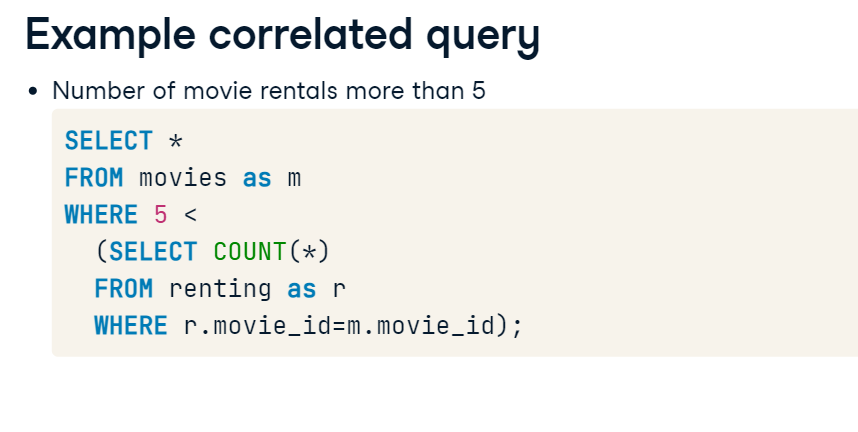 Example correlated query
• Number of movie rentals more than 5
SELECT *
FROM movies as m
WHERE 5 <
(SELECT COUNT(*)
FROM renting as r
WHERE r.movie_id=m.movie_id);